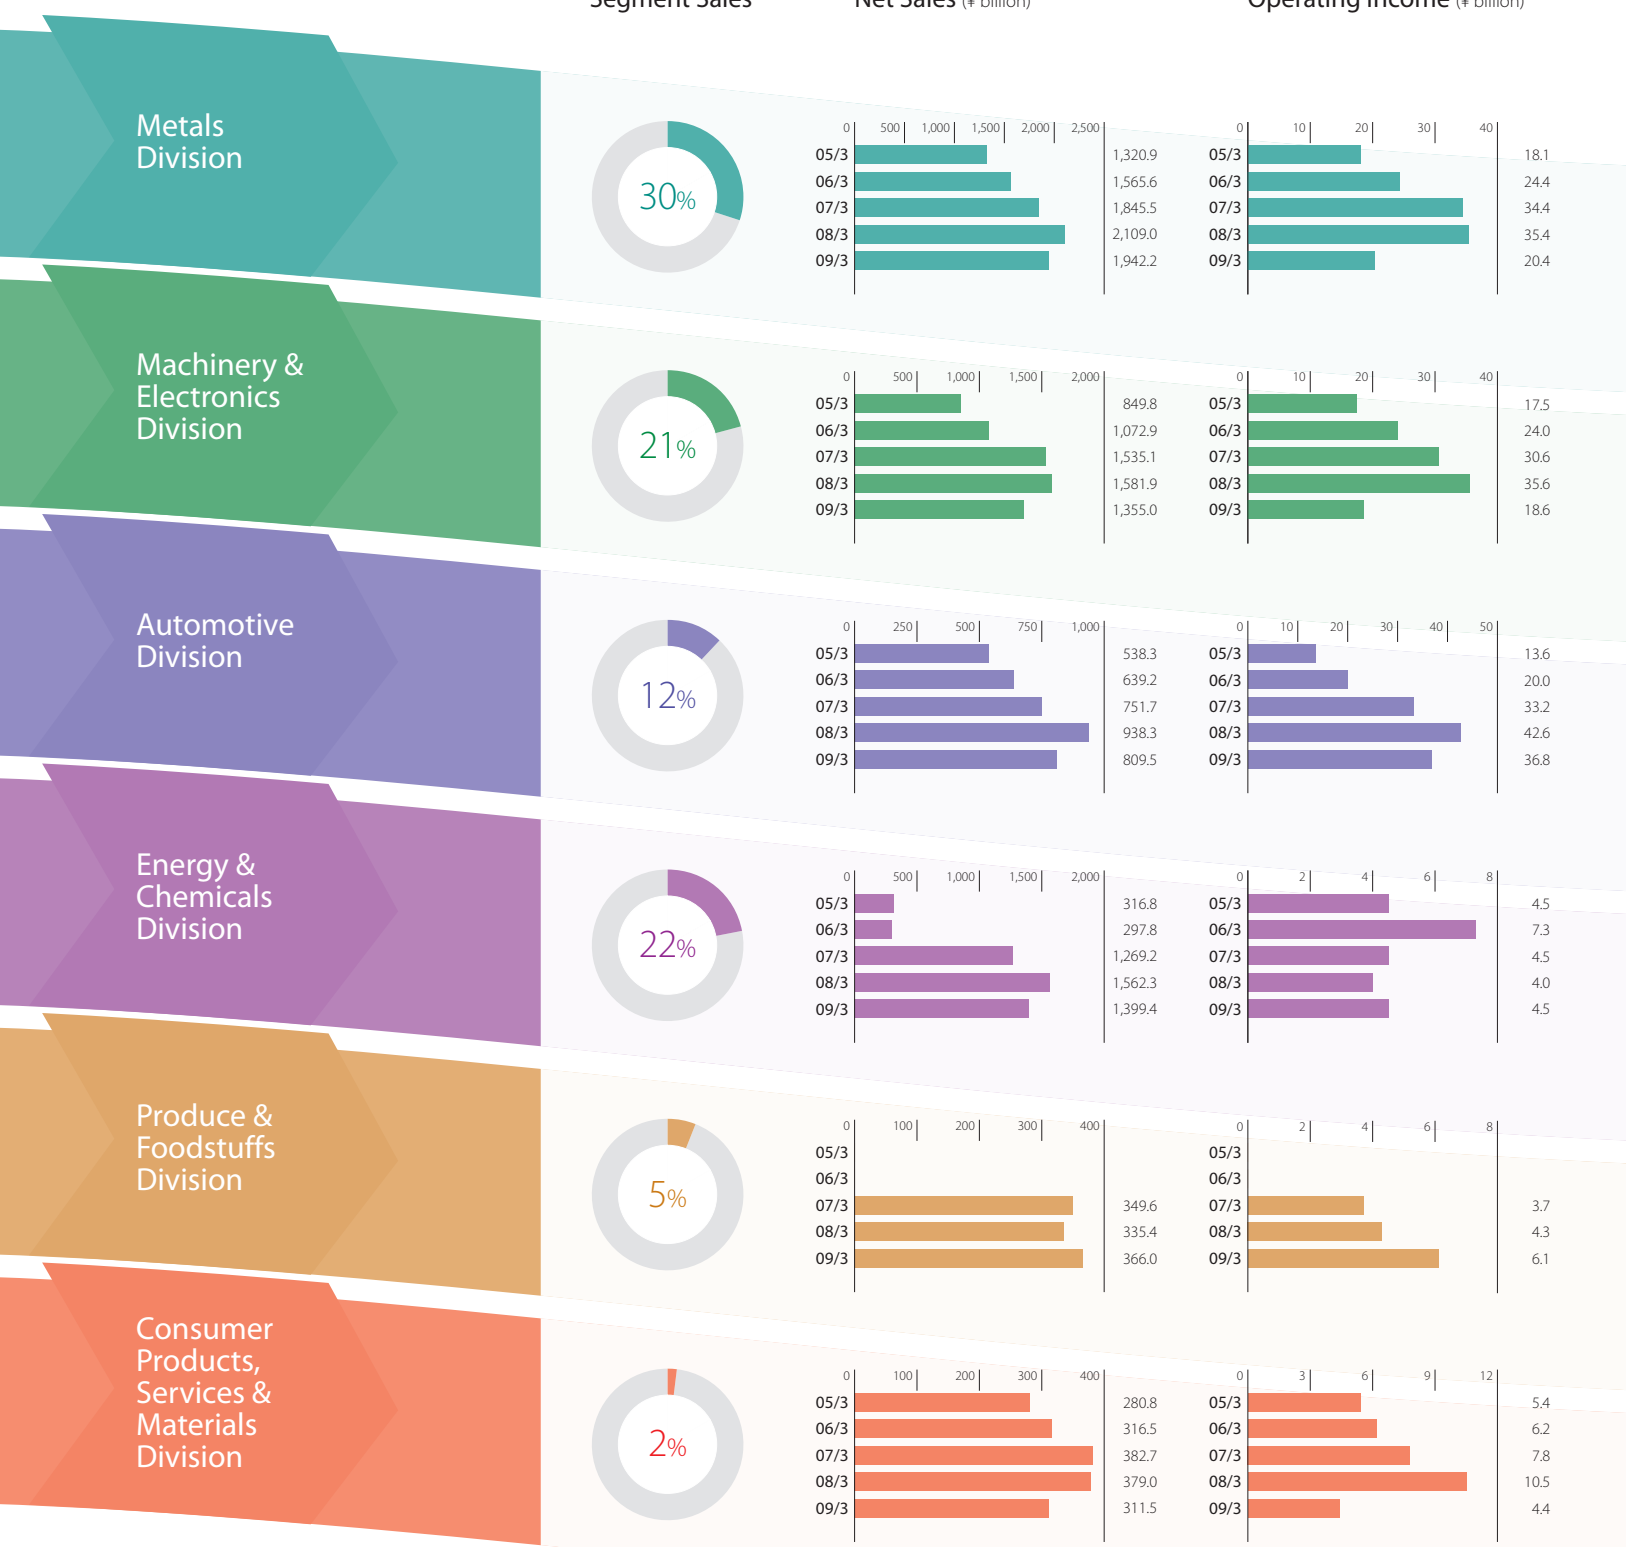 Segment Sales
Net Sales (¥ billion)
Operating Income (¥ billion)
Metals
Division
30%
0 500 1,000 1,500 2,000 2,500
05/3 1,320.9
06/3 1,565.6
07/3 1,845.5
08/3 2,109.0
09/3 1,942.2
0 10 20 30 40
05/3 18.1
06/3 24.4
07/3 34.4
08/3 35.4
09/3 20.4
Machinery &
Electronics
Division
21%
0 500 1,000 1,500 2,000
05/3 849.8
06/3 1,072.9
07/3 1,535.1
08/3 1,581.9
09/3 1,355.0
0 10 20 30 40
05/3 17.5
06/3 24.0
07/3 30.6
08/3 35.6
09/3 18.6
Automotive
Division
12%
0 250 500 750 1,000
05/3 538.3
06/3 639.2
07/3 751.7
08/3 938.3
09/3 809.5
0 10 20 30 40 50
05/3 13.6
06/3 20.0
07/3 33.2
08/3 42.6
09/3 36.8
Energy &
Chemicals
Division
22%
0 500 1,000 1,500 2,000
05/3 316.8
06/3 297.8
07/3 1,269.2
08/3 1,562.3
09/3 1,399.4
0 2 4 6 8
05/3 4.5
06/3 7.3
07/3 4.5
08/3 4.0
09/3 4.5
Produce &
Foodstuffs
Division
5%
0 100 200 300 400
05/3
06/3
07/3 349.6
08/3 335.4
09/3 366.0
0 2 4 6 8
05/3
06/3
07/3 3.7
08/3 4.3
09/3 6.1
Consumer
Products,
Services &
Materials
Division
2%
0 100 200 300 400
05/3 280.8
06/3 316.5
07/3 382.7
08/3 379.0
09/3 311.5
0 3 6 9 12
05/3 5.4
06/3 6.2
07/3 7.8
08/3 10.5
09/3 4.4